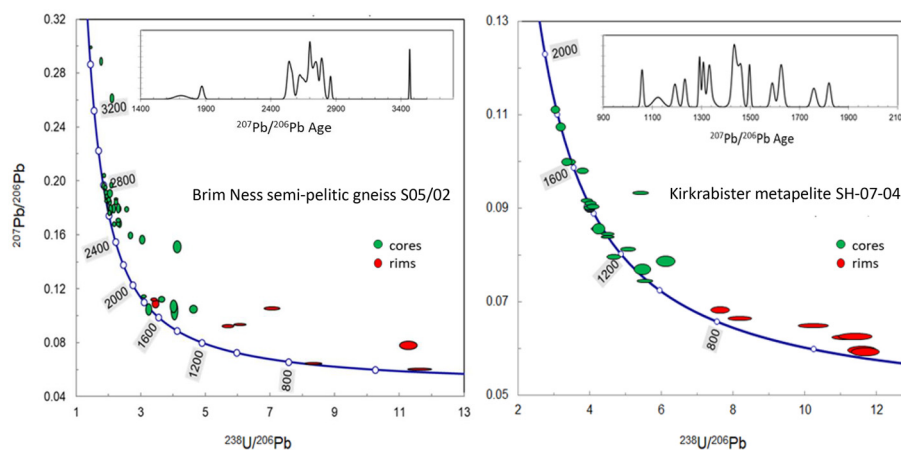 0.32
0.28
0.24
0.20
0.16
0.12
0.08
0.04
²⁰⁷Pb/²⁰⁶Pb
1400 1900 2400 2900 3400
²⁰⁷Pb/²⁰⁶Pb Age
3200
2800
2400
2000
1600
1200
800
Brim Ness semi-pelitic gneiss S05/02
cores
rims
1 3 5 7 9 11 13
²³⁸U/²⁰⁶Pb
0.13
0.11
0.09
0.07
0.05
900 1100 1300 1500 1700 1900 2100
²⁰⁷Pb/²⁰⁶Pb Age
2000
1600
1200
800
Kirkrabister metapelite SH-07-04
cores
rims
2 4 6 8 10 12
²³⁸U/²⁰⁶Pb